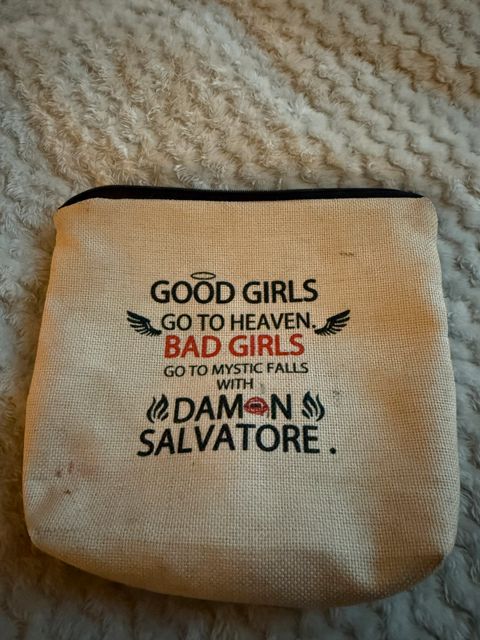 GOOD GIRLS
GO TO HEAVEN.
BAD GIRLS
GO TO MYSTIC FALLS
WITH
DAMON
SALVATORE .